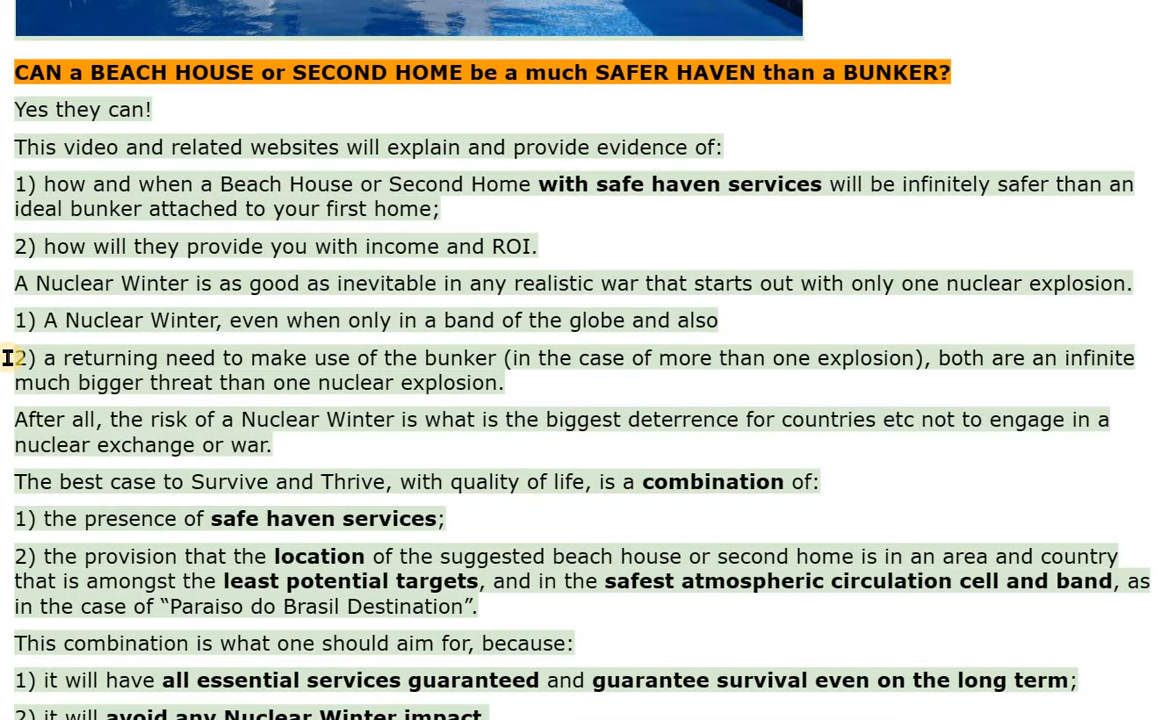 CAN a BEACH HOUSE or SECOND HOME be a much SAFER HAVEN than a BUNKER?
Yes they can!
This video and related websites will explain and provide evidence of:
1) how and when a Beach House or Second Home with safe haven services will be infinitely safer than an
ideal bunker attached to your first home;
2) how will they provide you with income and ROI.
A Nuclear Winter is as good as inevitable in any realistic war that starts out with only one nuclear explosion.
1) A Nuclear Winter, even when only in a band of the globe and also
2) a returning need to make use of the bunker (in the case of more than one explosion), both are an infinite
much bigger threat than one nuclear explosion.
After all, the risk of a Nuclear Winter is what is the biggest deterrence for countries etc not to engage in a
nuclear exchange or war.
The best case to Survive and Thrive, with quality of life, is a combination of:
1) the presence of safe haven services;
2) the provision that the location of the suggested beach house or second home is in an area and country
that is amongst the least potential targets, and in the safest atmospheric circulation cell and band, as
in the case of “Paraiso do Brasil Destination”.
This combination is what one should aim for, because:
1) it will have all essential services guaranteed and guarantee survival even on the long term;
2) it will avoid any Nuclear Winter impact